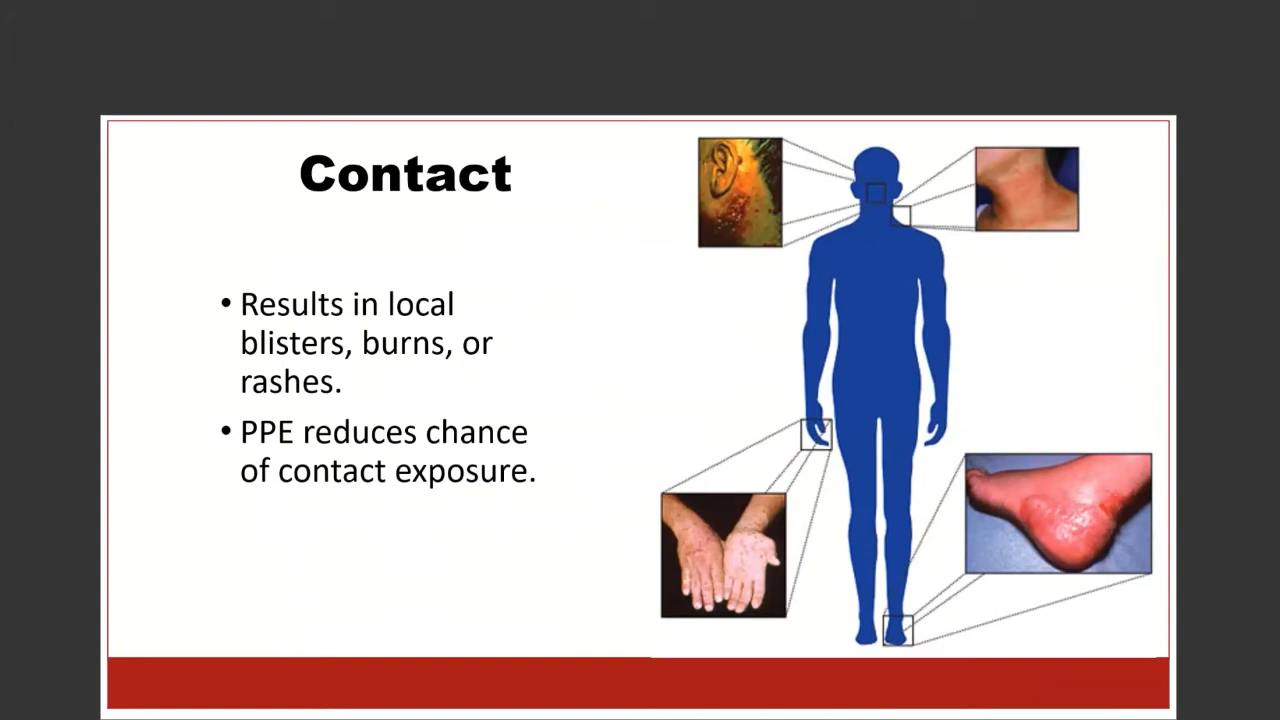 Contact
• Results in local
blisters, burns, or
rashes.
• PPE reduces chance
of contact exposure.